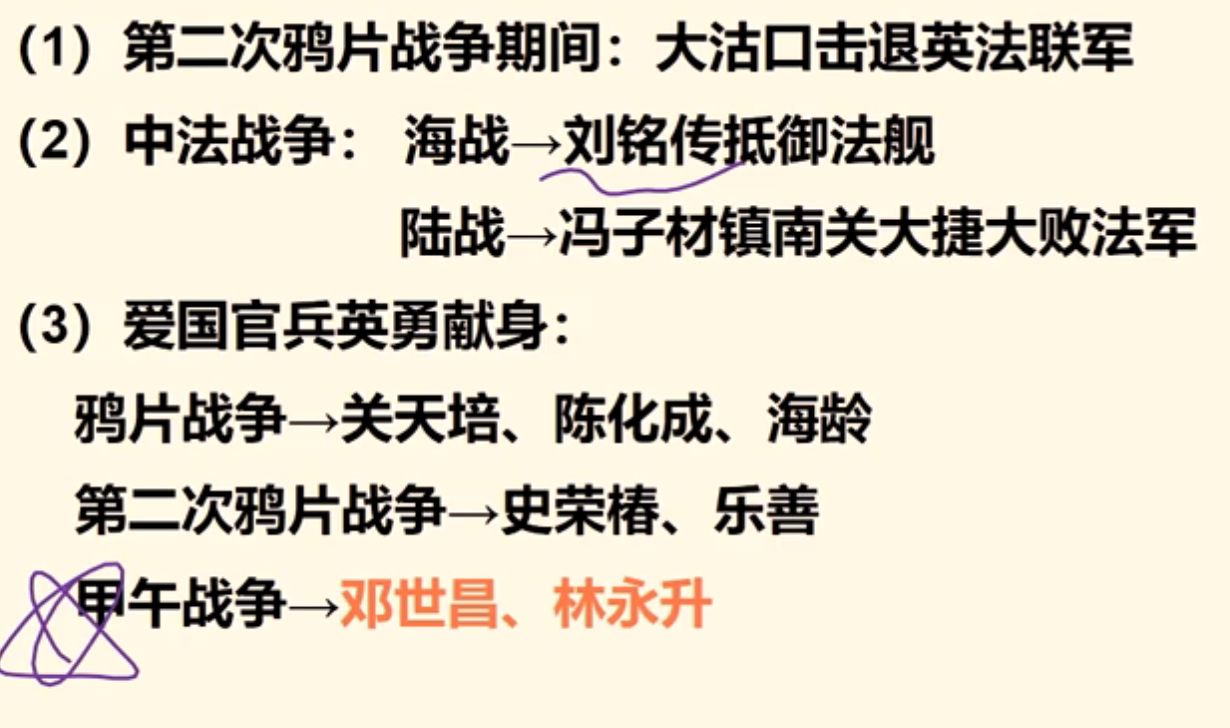 （1）第二次鸦片战争期间：大沽口击退英法联军
（2）中法战争： 海战→刘铭传抵御法舰
陆战→冯子材镇南关大捷大败法军
（3）爱国官兵英勇献身：
鸦片战争→关天培、陈化成、海龄
第二次鸦片战争→史荣椿、乐善
甲午战争→邓世昌、林永升